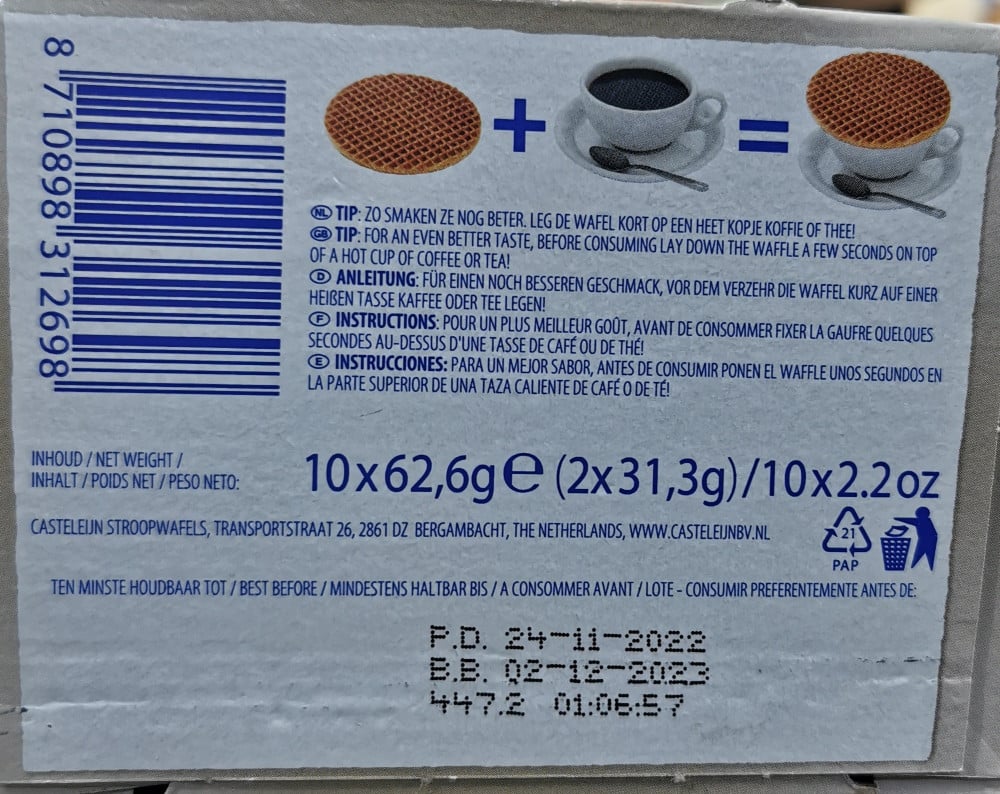 8 710898 312698
NL TIP: ZO SMAKEN ZE NOG BETER. LEG DE WAFEL KORT OP EEN HEET KOPJE KOFFIE OF THEE!
GB TIP: FOR AN EVEN BETTER TASTE, BEFORE CONSUMING LAY DOWN THE WAFFLE A FEW SECONDS ON TOP
OF A HOT CUP OF COFFEE OR TEA!
D ANLEITUNG: FÜR EINEN NOCH BESSEREN GESCHMACK, VOR DEM VERZEHR DIE WAFFEL KURZ AUF EINER
HEIßEN TASSE KAFFEE ODER TEE LEGEN!
F INSTRUCTIONS: POUR UN PLUS MEILLEUR GOÛT, AVANT DE CONSOMMER FIXER LA GAUFRE QUELQUES
SECONDES AU-DESSUS D'UNE TASSE DE CAFÉ OU DE THÉ!
E INSTRUCCIONES: PARA UN MEJOR SABOR, ANTES DE CONSUMIR PONEN EL WAFFLE UNOS SEGUNDOS EN
LA PARTE SUPERIOR DE UNA TAZA CALIENTE DE CAFÉ O DE TÉ!
INHOUD / NET WEIGHT /
INHALT / POIDS NET / PESO NETO:
10x62,6g e (2x31,3g)/10x2.2oz
CASTELEIJN STROOPWAFELS, TRANSPORTSTRAAT 26, 2861 DZ BERGAMBACHT, THE NETHERLANDS, WWW.CASTELEIJNBV.NL
21
PAP
TEN MINSTE HOUDBAAR TOT / BEST BEFORE / MINDESTENS HALTBAR BIS / A CONSOMMER AVANT / LOTE - CONSUMIR PREFERENTEMENTE ANTES DE:
P.D. 24-11-2022
B.B. 02-12-2023
447.2 01:06:57